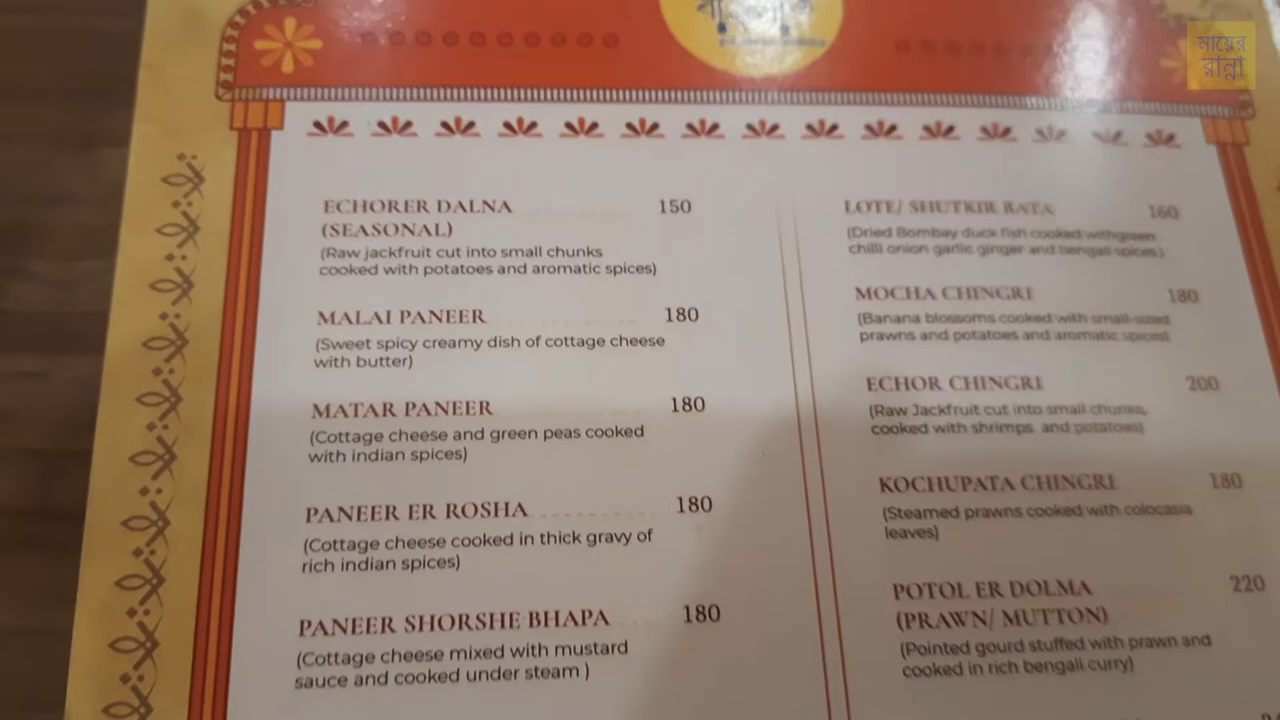 মায়ের
রান্না
ECHORER DALNA 150
(SEASONAL)
(Raw jackfruit cut into small chunks
cooked with potatoes and aromatic spices)
MALAI PANEER 180
(Sweet spicy creamy dish of cottage cheese
with butter)
MATAR PANEER 180
(Cottage cheese and green peas cooked
with indian spices)
PANEER ER ROSHA 180
(Cottage cheese cooked in thick gravy of
rich indian spices)
PANEER SHORSHE BHAPA 180
(Cottage cheese mixed with mustard
sauce and cooked under steam )
LOTE/ SHUTKIR BATA 160
(Dried Bombay duck fish cooked withgreen
chilli onion garlic ginger and bengali spices)
MOCHA CHINGRI 180
(Banana blossoms cooked with small-sized
prawns and potatoes and aromatic spices)
ECHOR CHINGRI 200
(Raw Jackfruit cut into small chunks,
cooked with shrimps and potatoes)
KOCHUPATA CHINGRI 180
(Steamed prawns cooked with colocasia
leaves)
POTOL ER DOLMA 220
(PRAWN/ MUTTON)
(Pointed gourd stuffed with prawn and
cooked in rich bengali curry)